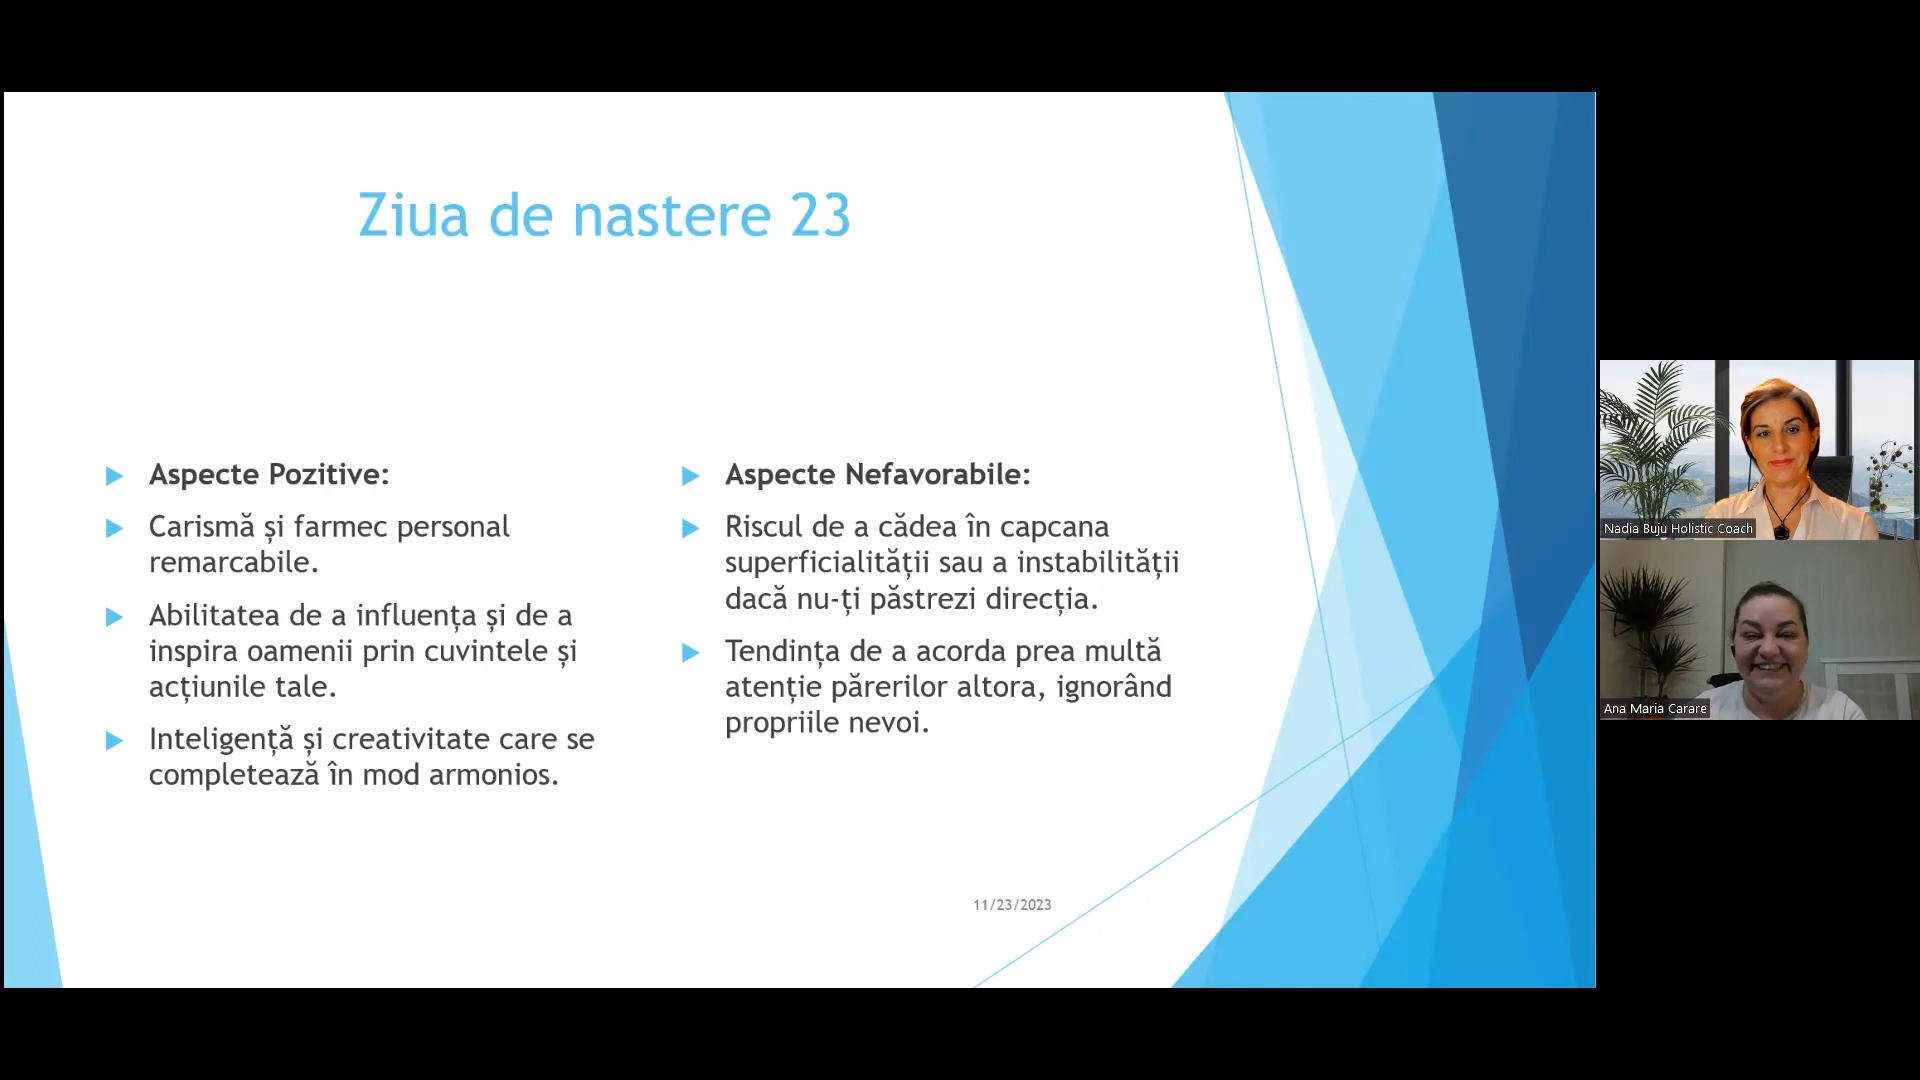 Ziua de nastere 23
Aspecte Pozitive:
Carismă și farmec personal
remarcabile.
Abilitatea de a influența și de a
inspira oamenii prin cuvintele și
acțiunile tale.
Inteligență și creativitate care se
completează în mod armonios.
Aspecte Nefavorabile:
Riscul de a cădea în capcana
superficialității sau a instabilității
dacă nu-ți păstrezi direcția.
Tendința de a acorda prea multă
atenție părerilor altora, ignorând
propriile nevoi.
11/23/2023
Nadia Buju Holistic Coach
Ana Maria Carare